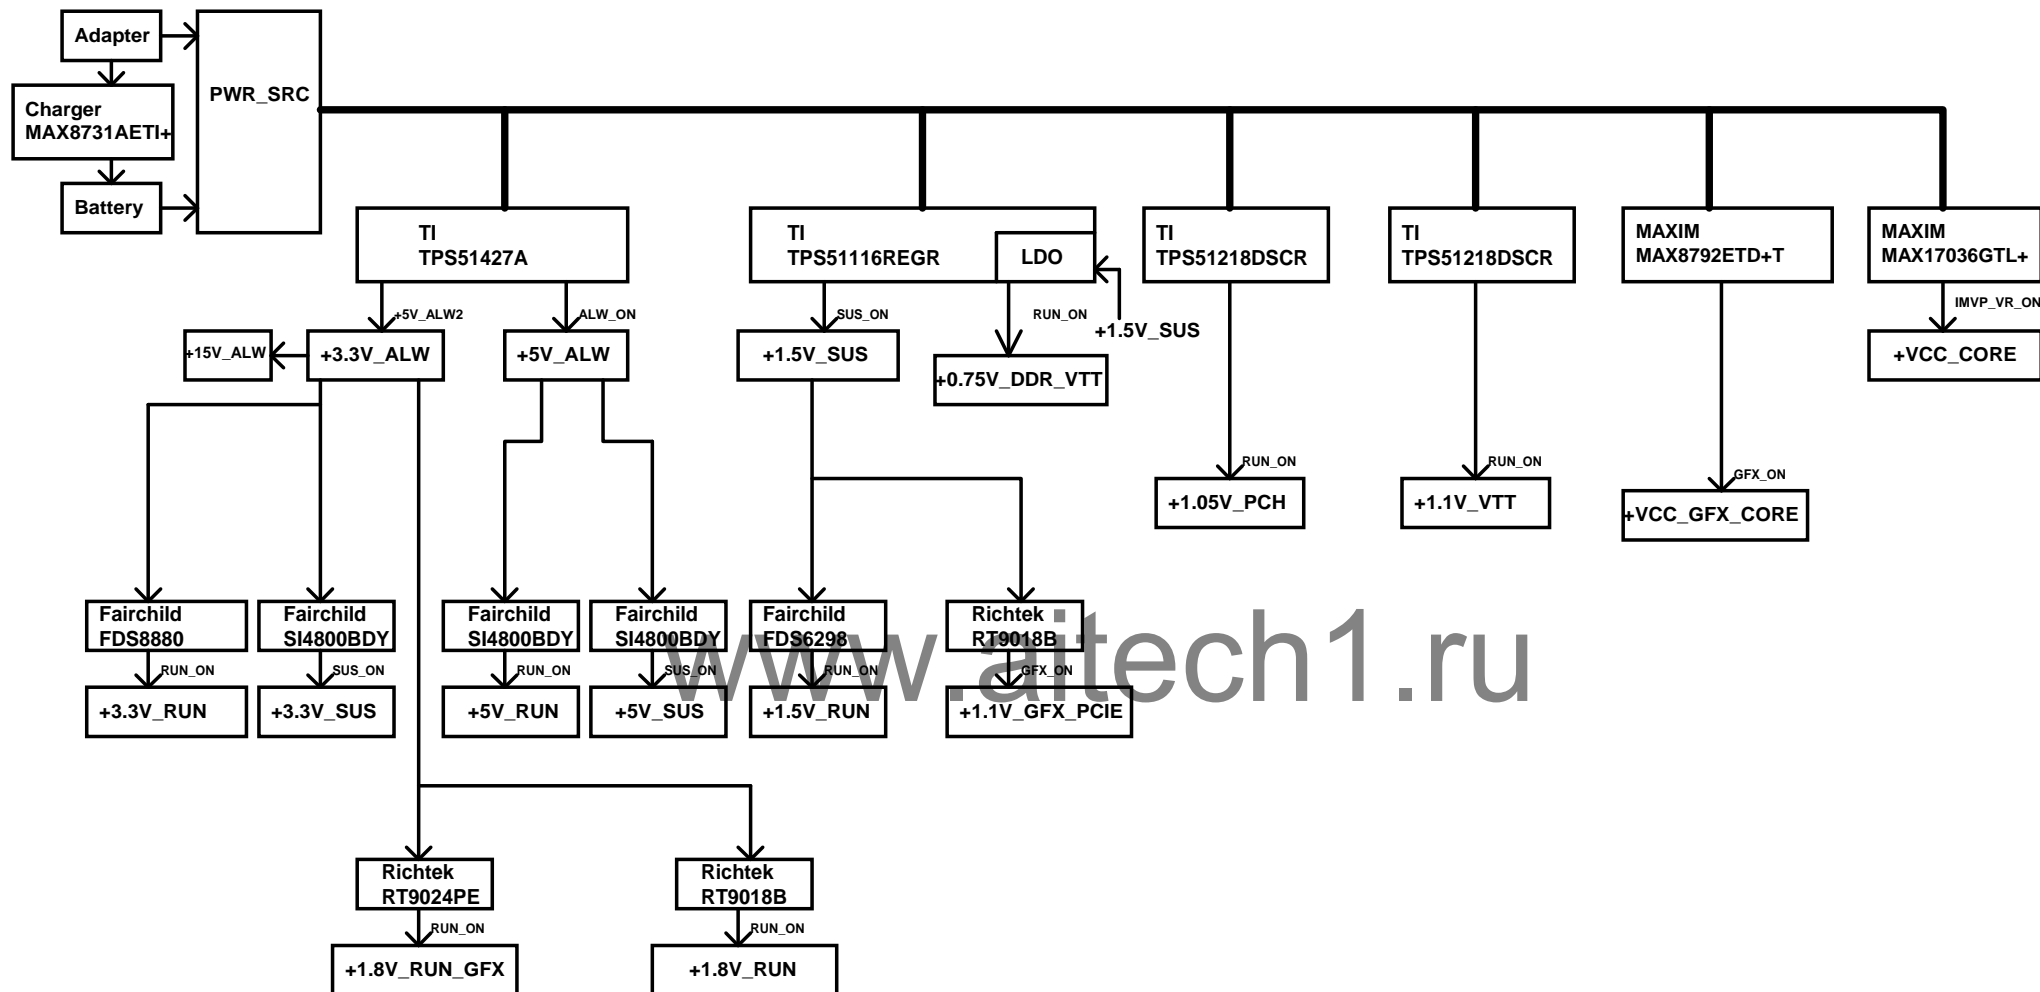 Adapter
PWR_SRC
Charger
MAX8731AETI+
Battery
TI
TPS51427A
TI
TPS51116REGR
LDO
TI
TPS51218DSCR
TI
TPS51218DSCR
MAXIM
MAX8792ETD+T
MAXIM
MAX17036GTL+
+5V_ALW2
ALW_ON
SUS_ON
RUN_ON
+1.5V_SUS
IMVP_VR_ON
+15V_ALW
+3.3V_ALW
+5V_ALW
+1.5V_SUS
+0.75V_DDR_VTT
+VCC_CORE
RUN_ON
RUN_ON
GFX_ON
+1.05V_PCH
+1.1V_VTT
+VCC_GFX_CORE
Fairchild
FDS8880
Fairchild
SI4800BDY
Fairchild
SI4800BDY
Fairchild
SI4800BDY
Fairchild
FDS6298
Richtek
RT9018B
www.aitech1.ru
RUN_ON
SUS_ON
RUN_ON
SUS_ON
RUN_ON
GFX_ON
+3.3V_RUN
+3.3V_SUS
+5V_RUN
+5V_SUS
+1.5V_RUN
+1.1V_GFX_PCIE
Richtek
RT9024PE
Richtek
RT9018B
RUN_ON
RUN_ON
+1.8V_RUN_GFX
+1.8V_RUN